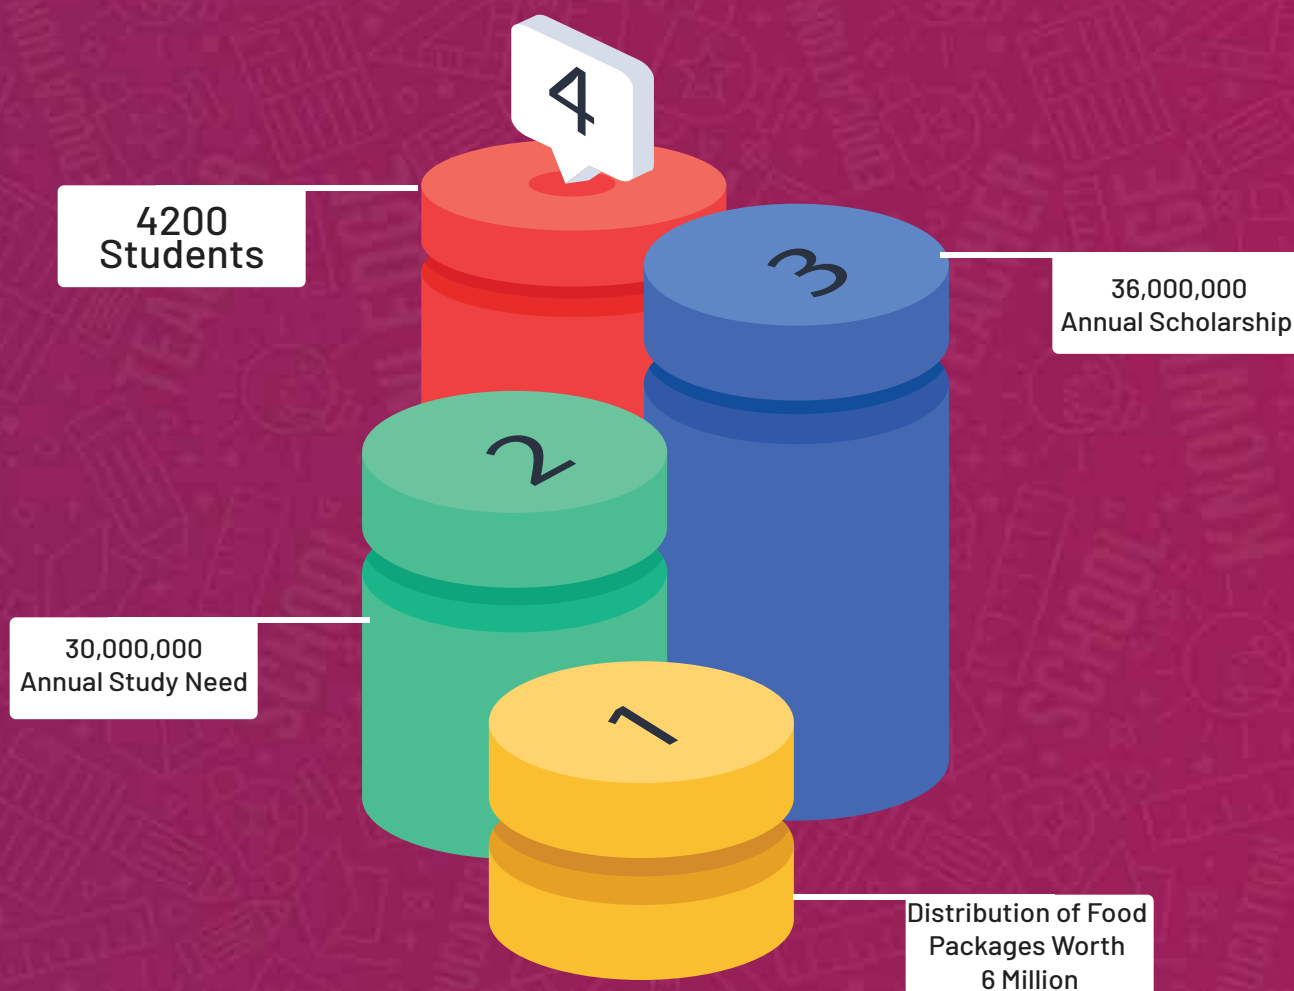 4
4200
Students
3
36,000,000
Annual Scholarship
2
30,000,000
Annual Study Need
1
Distribution of Food
Packages Worth
6 Million